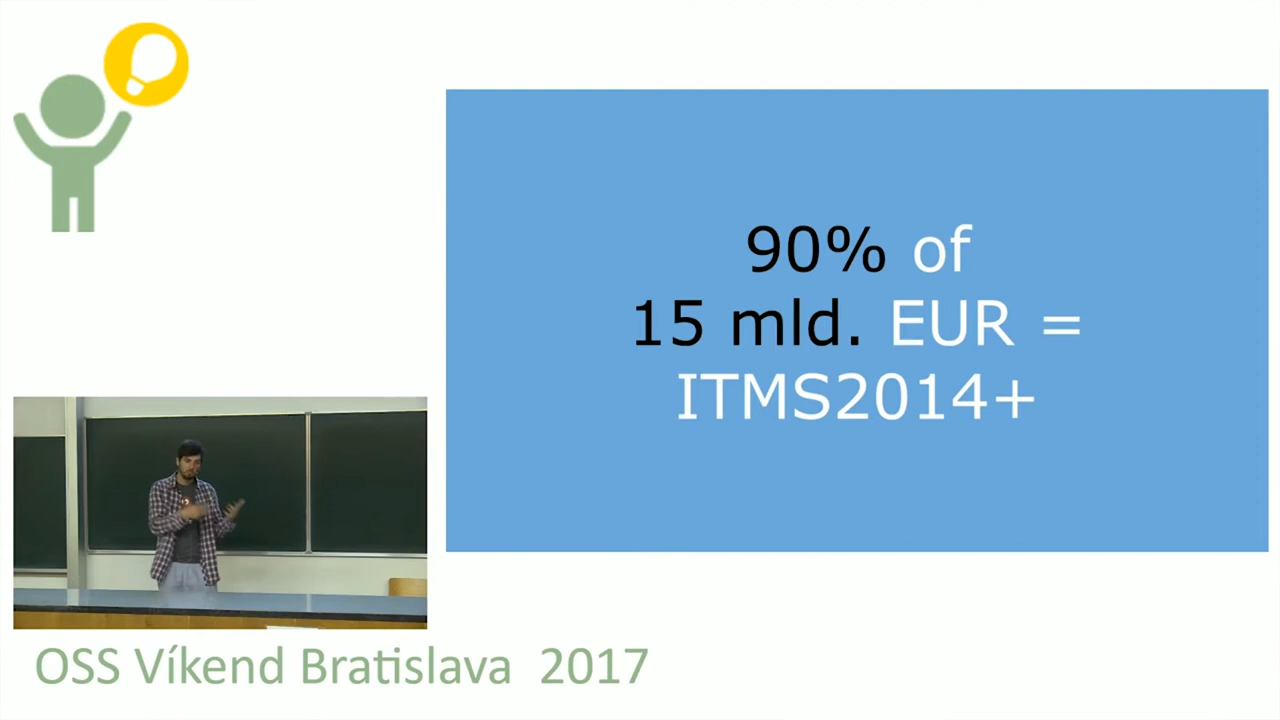 90% of
15 mld. EUR =
ITMS2014+
OSS Víkend Bratislava 2017